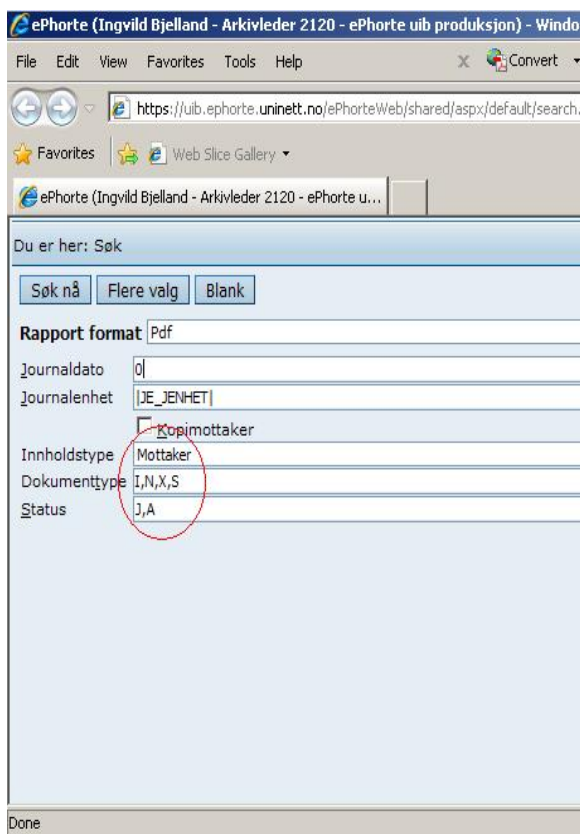 ePhorte (Ingvild Bjelland - Arkivleder 2120 - ePhorte uib produksjon) - Windo
File Edit View Favorites Tools Help x Convert
https://uib.ephorte.uninett.no/ePhorteWeb/shared/aspx/default/search.
Favorites Web Slice Gallery
ePhorte (Ingvild Bjelland - Arkivleder 2120 - ePhorte u...
Du er her: Søk
Søk nå Flere valg Blank
Rapport format Pdf
Journaldato 0
Journalenhet |JE_JENHET|
Kopimottaker
Innholdstype Mottaker
Dokumenttype I,N,X,S
Status J,A
Done